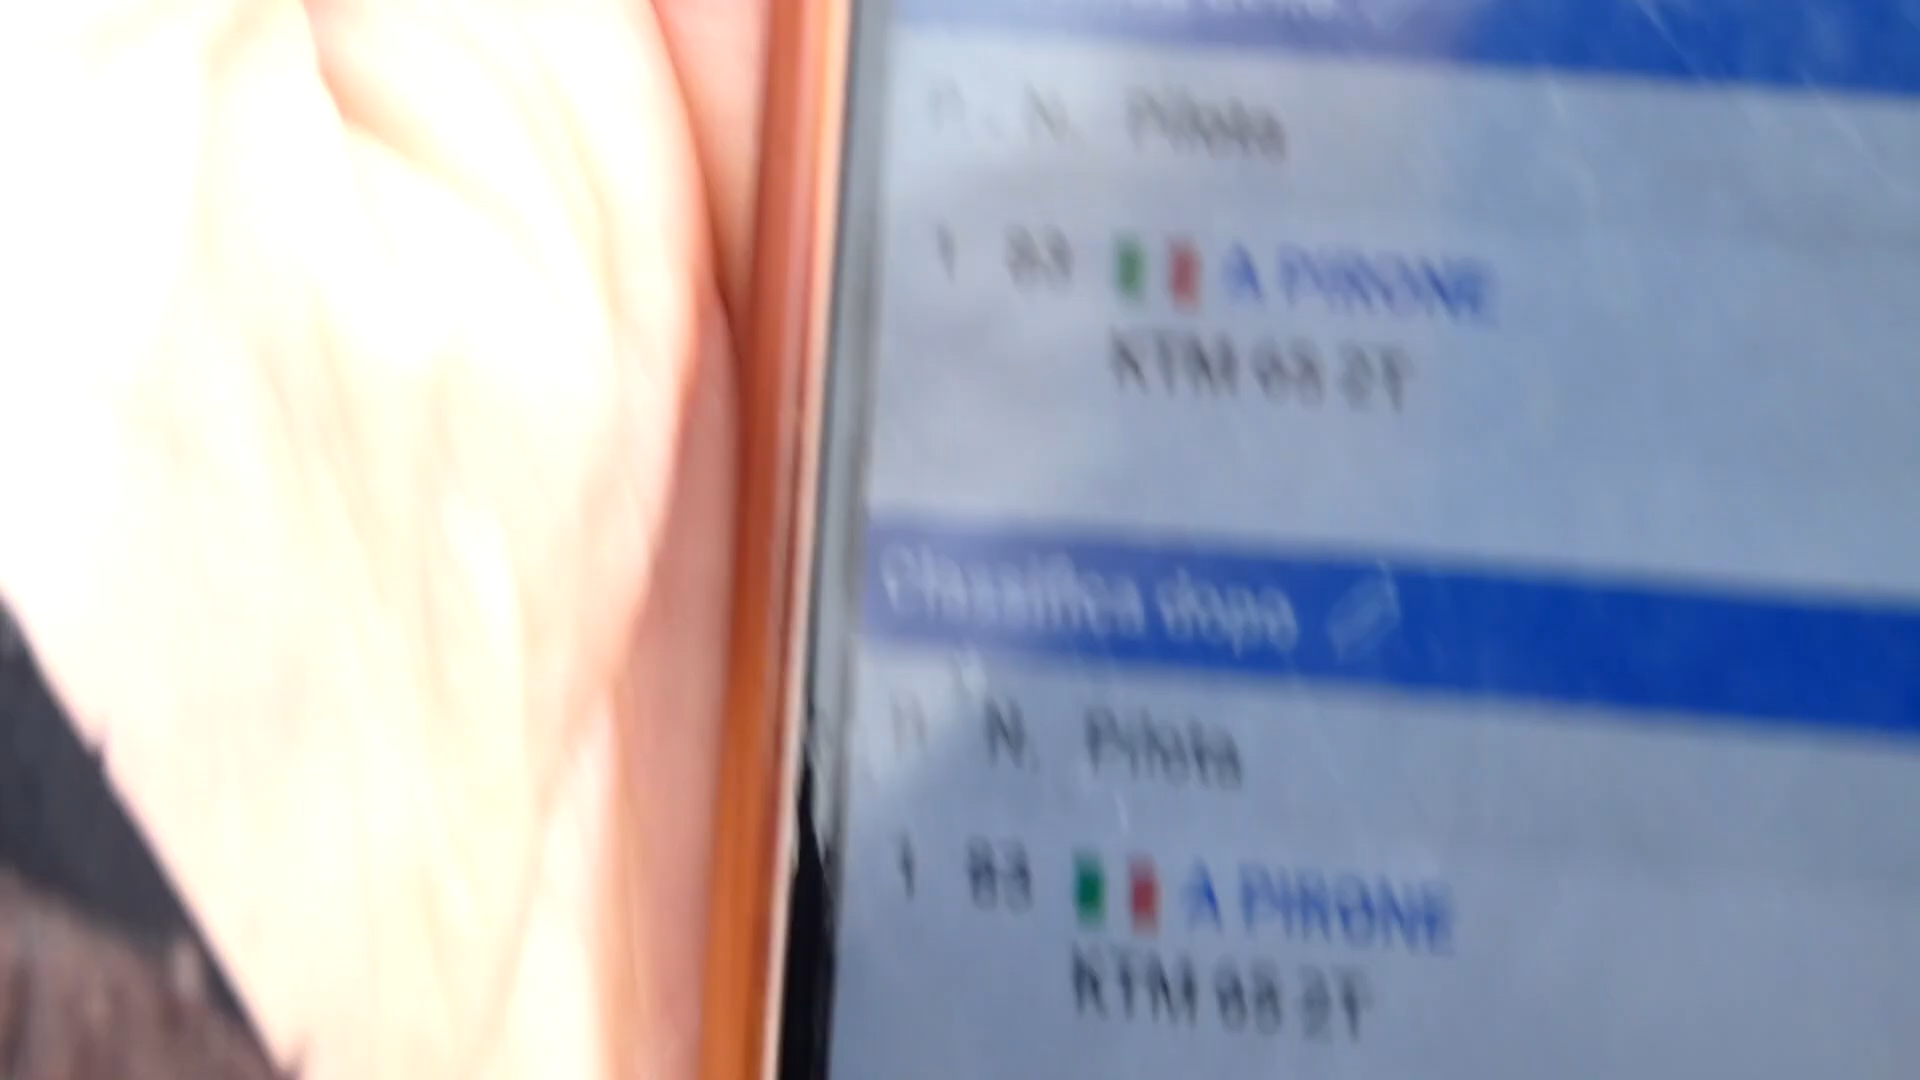 P. N. Pilota
1 83 A PIRONE
KTM 65 2T
Classifica dopo
P. N. Pilota
1 83 A PIRONE
KTM 65 2T